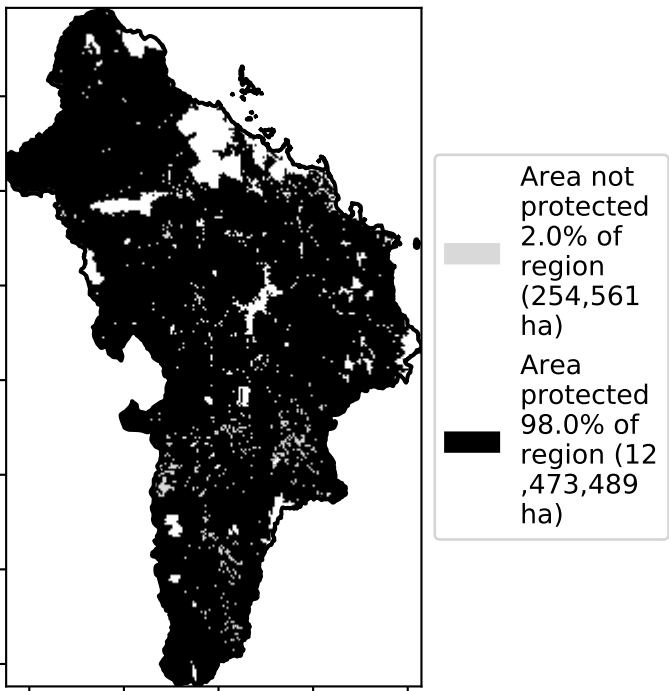 Area not
protected
2.0% of
region
(254,561
ha)
Area
protected
98.0% of
region (12
,473,489
ha)